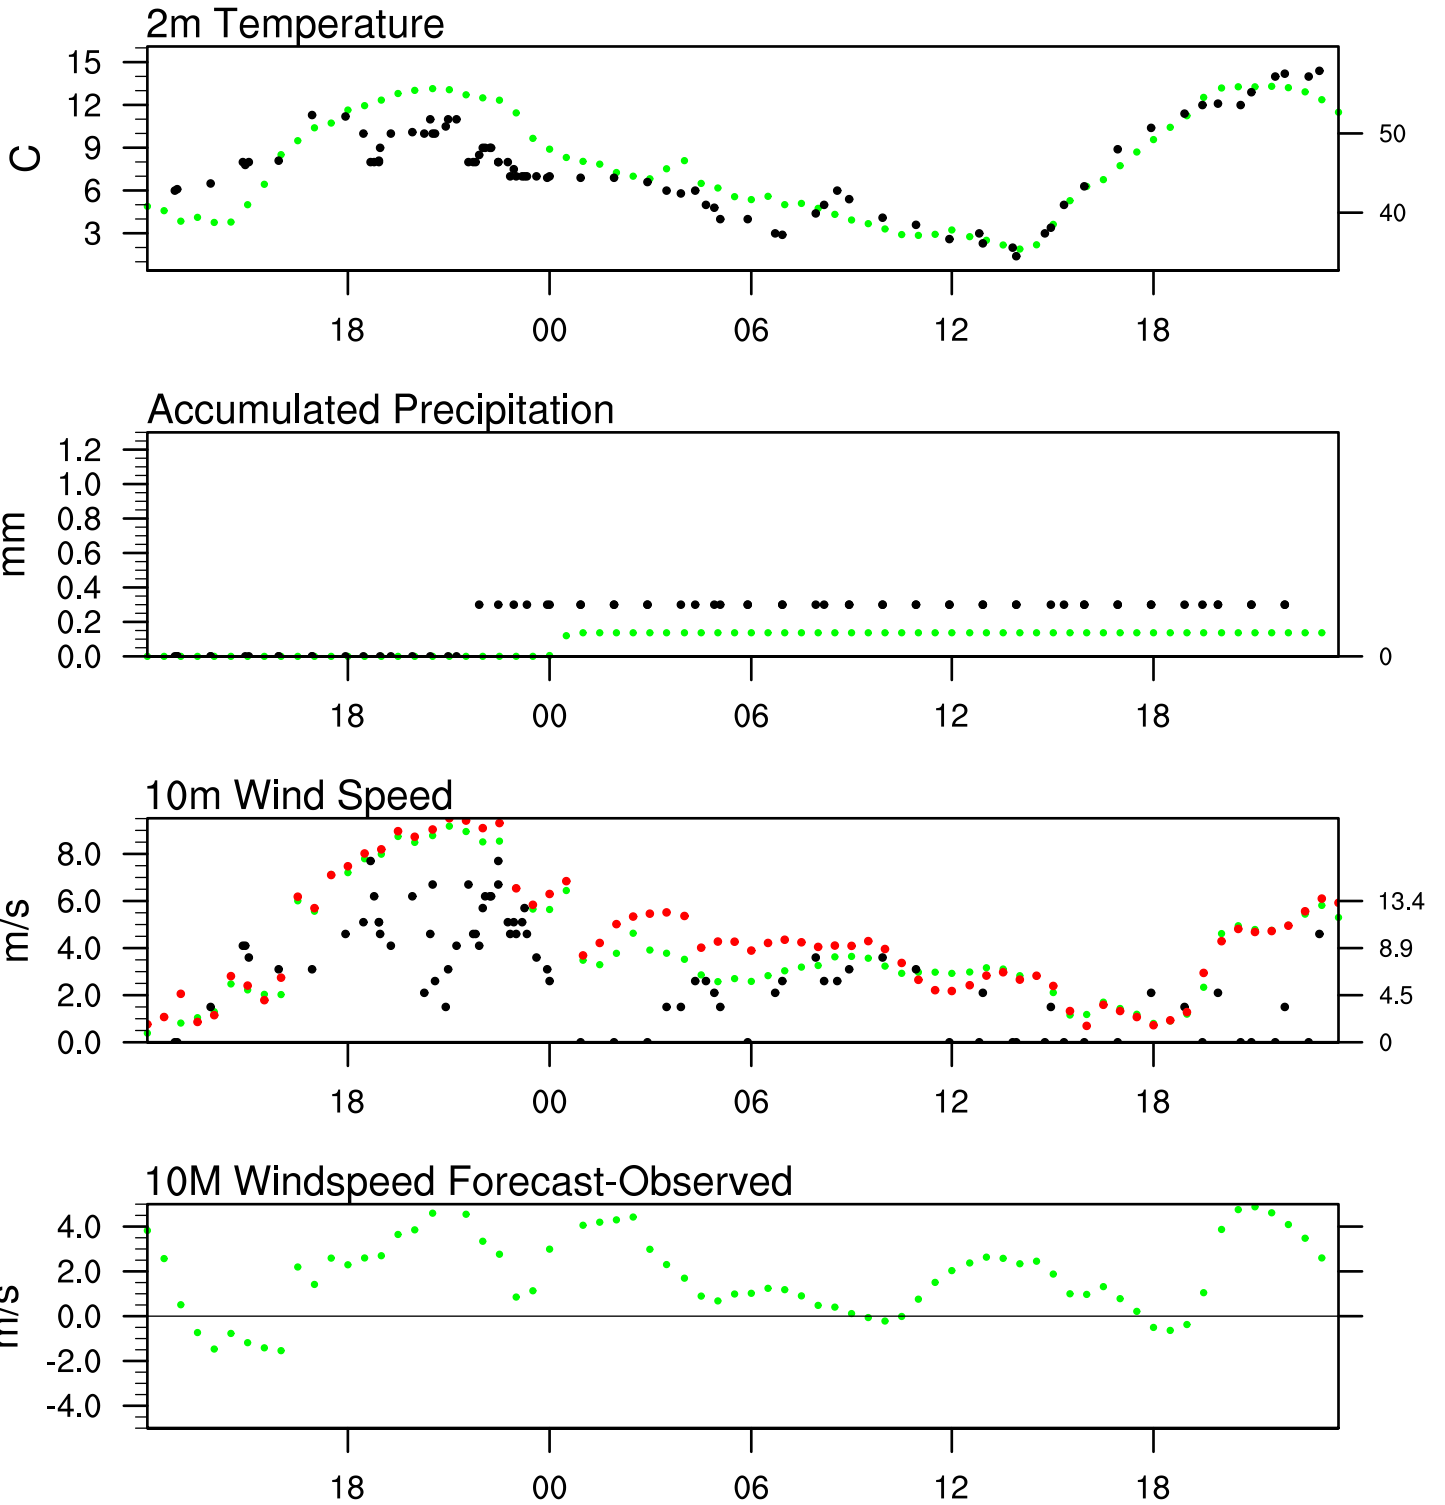 2m Temperature
15
12
9
6
3
C
50
40
18 00 06 12 18
Accumulated Precipitation
1.2
1.0
0.8
0.6
0.4
0.2
0.0
mm
0
18 00 06 12 18
10m Wind Speed
8.0
6.0
4.0
2.0
0.0
m/s
13.4
8.9
4.5
0
18 00 06 12 18
10M Windspeed Forecast-Observed
4.0
2.0
0.0
-2.0
-4.0
m/s
18 00 06 12 18